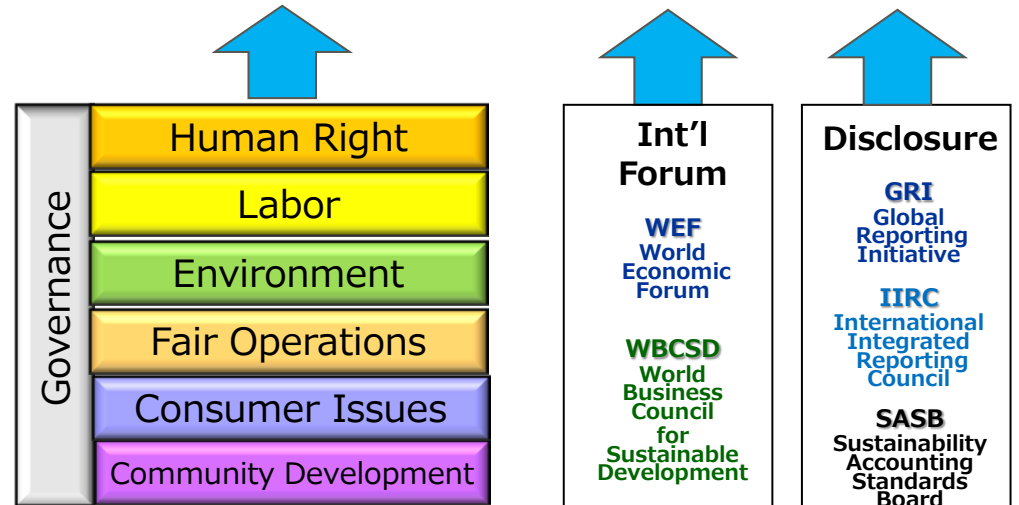 Governance
Human Right
Labor
Environment
Fair Operations
Consumer Issues
Community Development
Int’l
Forum
WEF
World
Economic
Forum
WBCSD
World
Business
Council
for
Sustainable
Development
Disclosure
GRI
Global
Reporting
Initiative
IIRC
International
Integrated
Reporting
Council
SASB
Sustainability
Accounting
Standards
Board